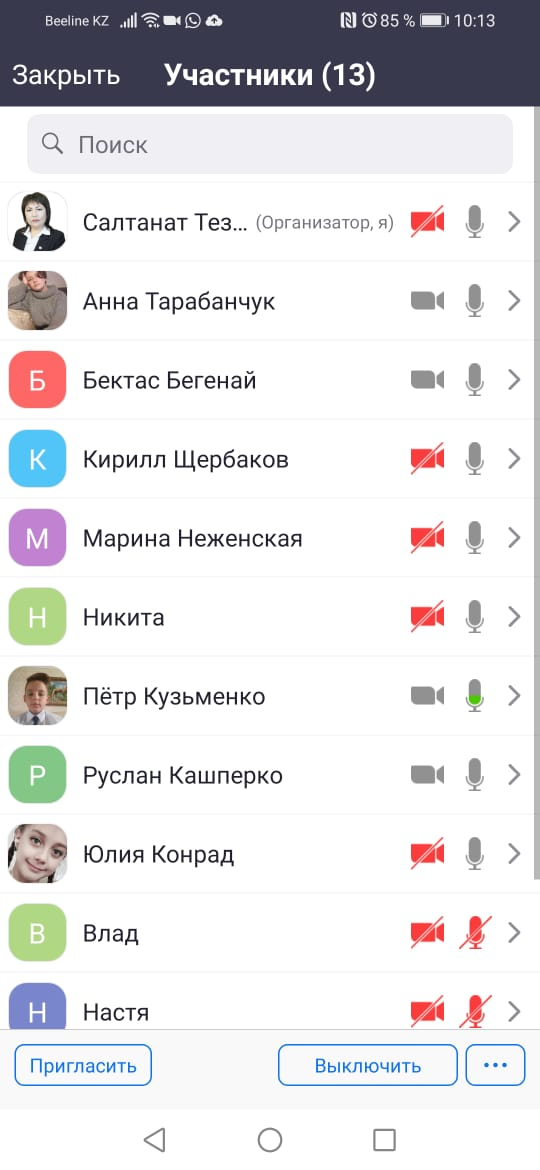 Beeline KZ 85 % 10:13
Закрыть Участники (13)
Поиск
Салтанат Тез... (Организатор, я)
Анна Тарабанчук
Б Бектас Бегенай
К Кирилл Щербаков
М Марина Неженская
Н Никита
Пётр Кузьменко
Р Руслан Кашперко
Юлия Конрад
В Влад
Н Настя
Пригласить Выключить ...